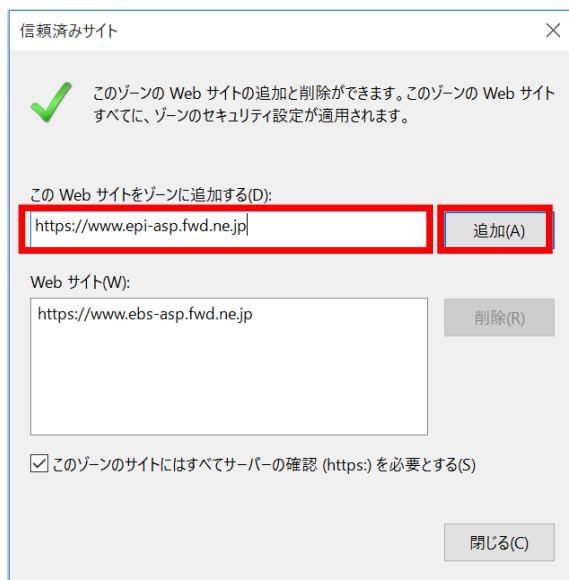 信頼済みサイト
このゾーンの Web サイトの追加と削除ができます。このゾーンの Web サイト
すべてに、ゾーンのセキュリティ設定が適用されます。
この Web サイトをゾーンに追加する(D):
https://www.epi-asp.fwd.ne.jp
追加(A)
Web サイト(W):
https://www.ebs-asp.fwd.ne.jp
削除(R)
このゾーンのサイトにはすべてサーバーの確認 (https:) を必要とする(S)
閉じる(C)